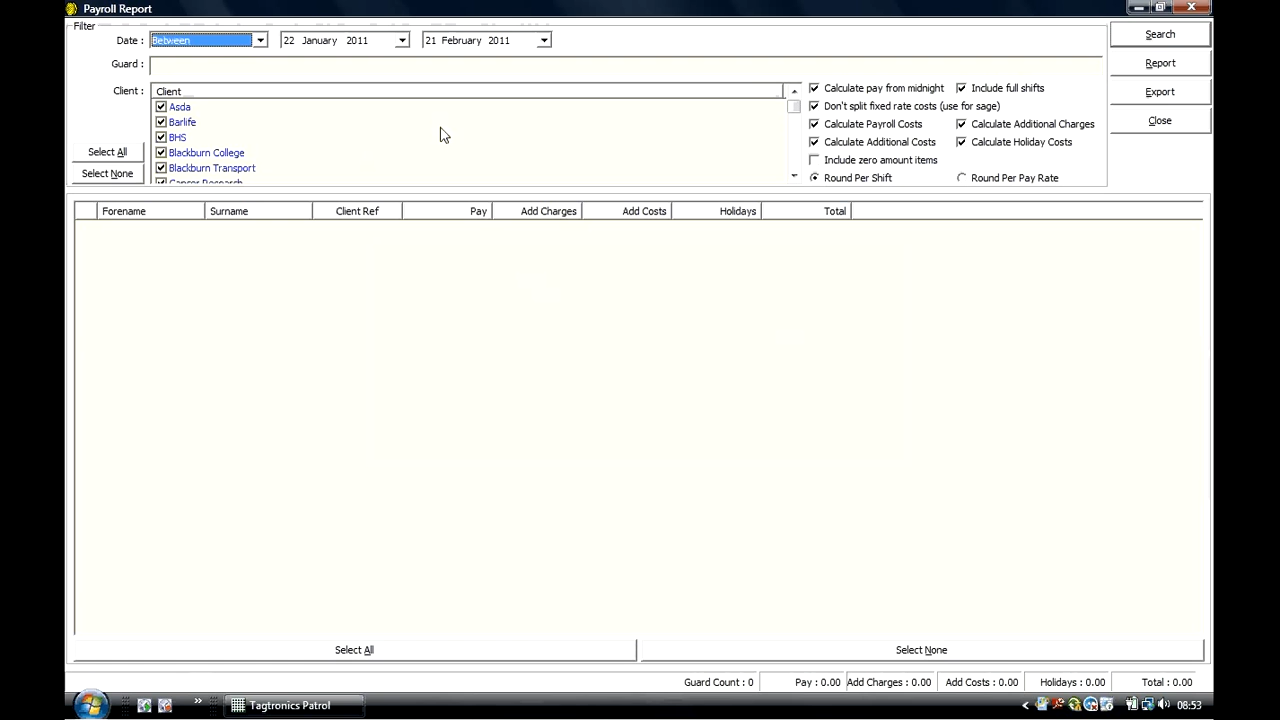 Payroll Report
Filter
Date : Between 22 January 2011 21 February 2011
Guard :
Client : Client
Asda
Barlife
BHS
Blackburn College
Blackburn Transport
Cancer Research
Select All
Select None
Calculate pay from midnight Include full shifts
Don't split fixed rate costs (use for sage)
Calculate Payroll Costs Calculate Additional Charges
Calculate Additional Costs Calculate Holiday Costs
Include zero amount items
Round Per Shift Round Per Pay Rate
Search
Report
Export
Close
Forename Surname Client Ref Pay Add Charges Add Costs Holidays Total
Select All Select None
Guard Count : 0 Pay : 0.00 Add Charges : 0.00 Add Costs : 0.00 Holidays : 0.00 Total : 0.00
Tagtronics Patrol 08:53